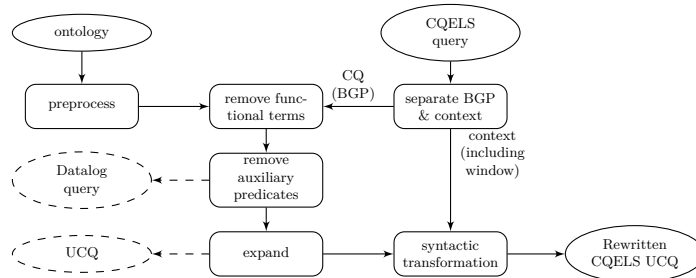 ontology
CQELS
query
preprocess
remove func-
tional terms
CQ
(BGP)
separate BGP
& context
context
(including
window)
Datalog
query
remove
auxiliary
predicates
UCQ
expand
syntactic
transformation
Rewritten
CQELS UCQ